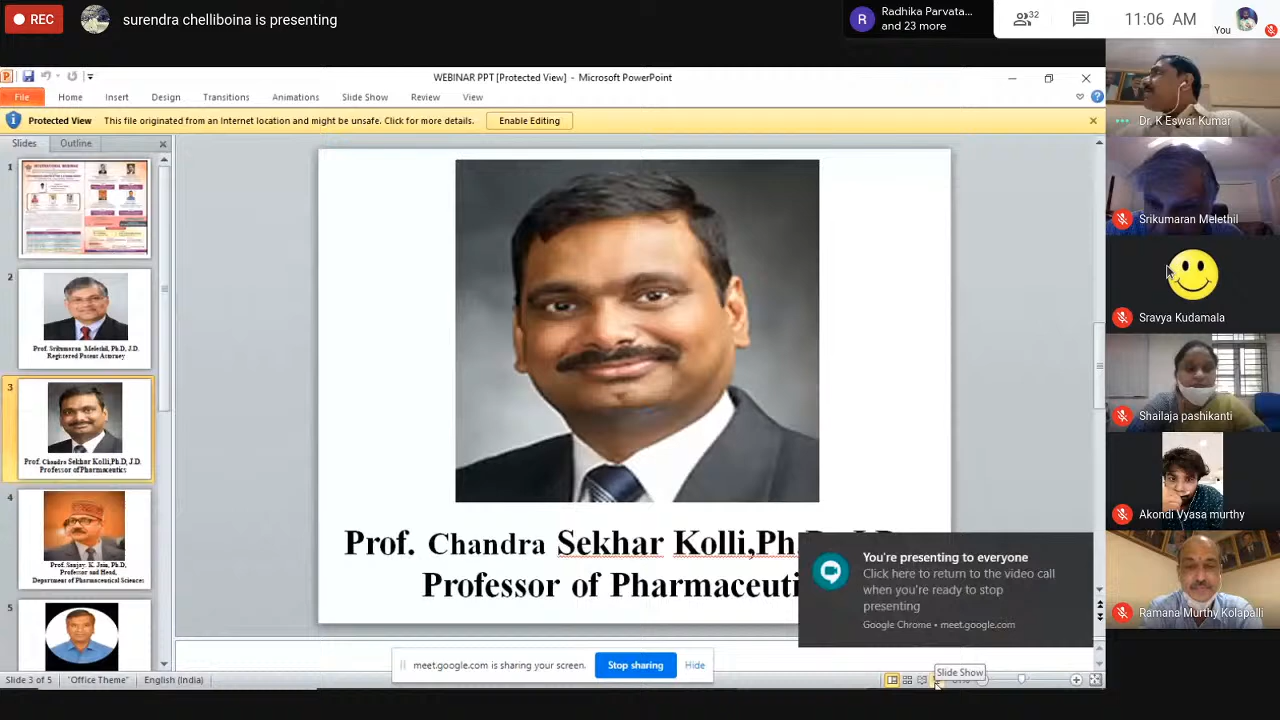 REC
surendra chelliboina is presenting
R
Radhika Parvata...
and 23 more
32
11:06 AM
You
WEBINAR PPT [Protected View] - Microsoft PowerPoint
File
Home
Insert
Design
Transitions
Animations
Slide Show
Review
View
Protected View
This file originated from an Internet location and might be unsafe. Click for more details.
Enable Editing
Slides
Outline
1
2
Prof. Srikumaran Melethil, Ph.D, J.D.
Registered Patent Attorney
3
Prof. Chandra Sekhar Kolli,Ph.D, J.D.
Professor of Pharmaceutics
4
Prof. Sanjay. K. Jain, Ph.D,
Professor and Head,
Department of Pharmaceutical Sciences
5
Prof. Chandra Sekhar Kolli,Ph.D, J.D.
Professor of Pharmaceuti
You're presenting to everyone
Click here to return to the video call
when you're ready to stop
presenting
Google Chrome • meet.google.com
meet.google.com is sharing your screen.
Stop sharing
Hide
Slide Show
Slide 3 of 5
"Office Theme"
English (India)
Dr. K Eswar Kumar
Srikumaran Melethil
Sravya Kudamala
Shailaja pashikanti
Akondi Vyasa murthy
Ramana Murthy Kolapalli